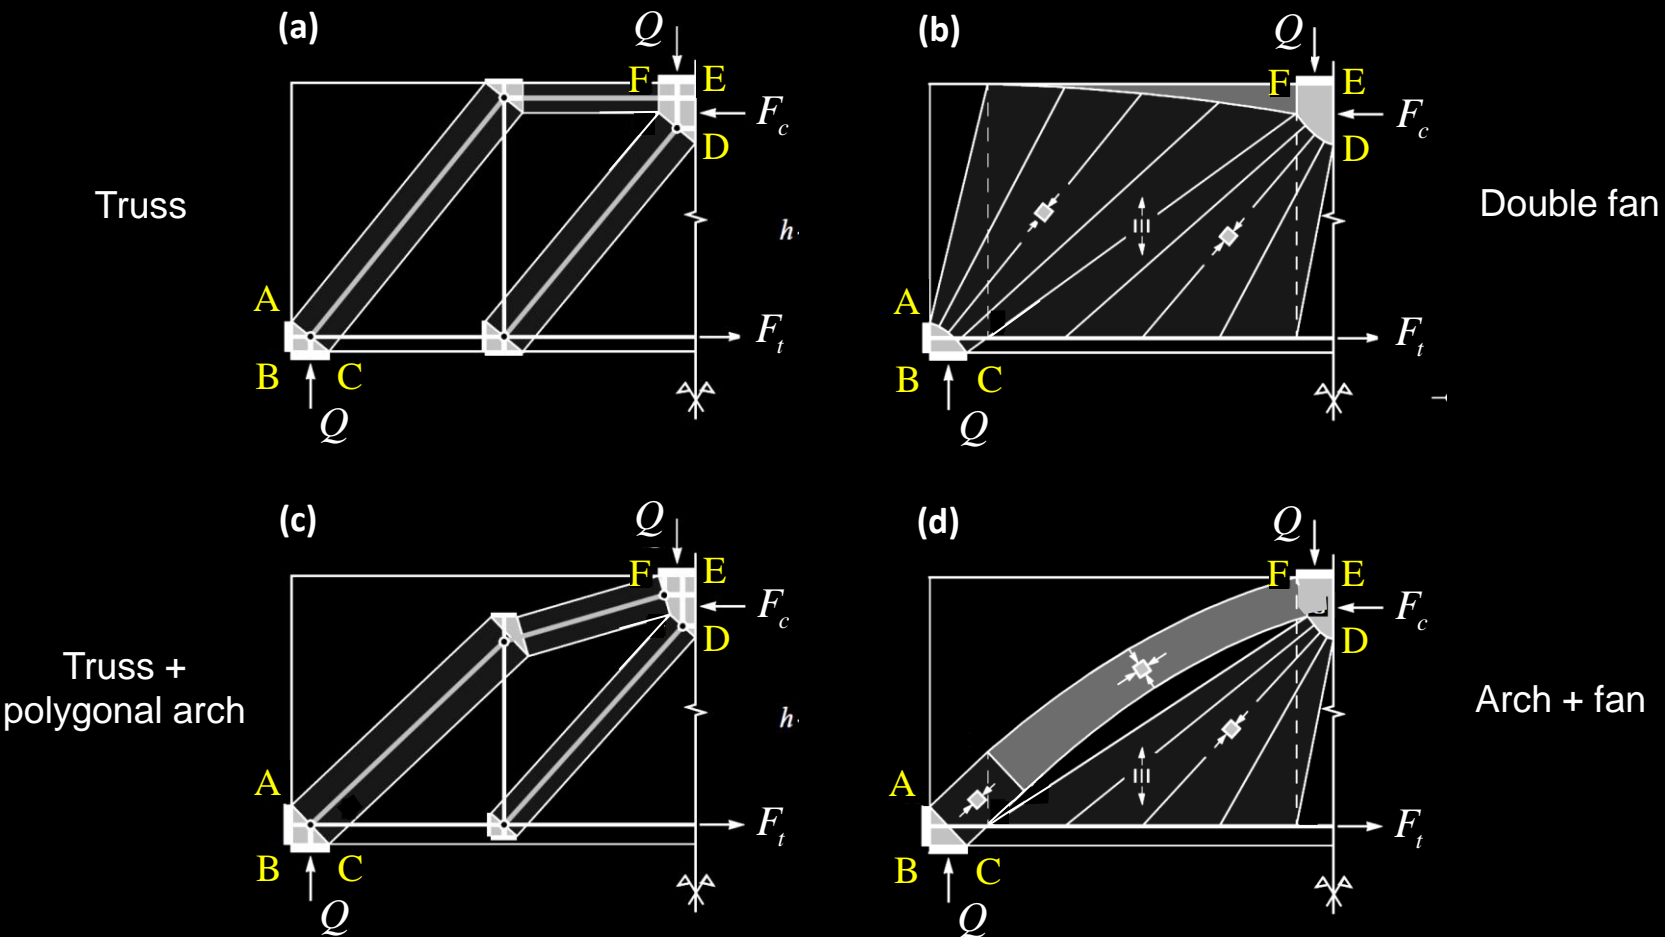 (a)
Q
F E
F_c
D
Truss
h.
A
F_t
B C
Q
(b)
Q
F E
F_c
D
Double fan
A
F_t
B C
Q
(c)
Q
F E
F_c
D
Truss +
polygonal arch
h.
A
F_t
B C
Q
(d)
Q
F E
F_c
D
Arch + fan
A
F_t
B C
Q